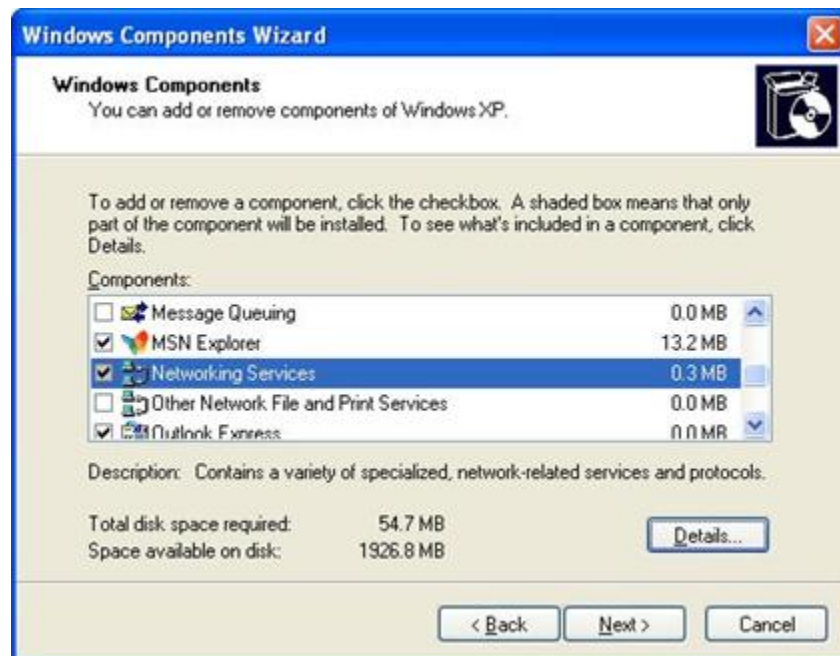 Windows Components Wizard
Windows Components
You can add or remove components of Windows XP.
To add or remove a component, click the checkbox. A shaded box means that only
part of the component will be installed. To see what's included in a component, click
Details.
Components:
Message Queuing 0.0 MB
MSN Explorer 13.2 MB
Networking Services 0.3 MB
Other Network File and Print Services 0.0 MB
Outlook Express 0.0 MB
Description: Contains a variety of specialized, network-related services and protocols.
Total disk space required: 54.7 MB
Space available on disk: 1926.8 MB
Details...
< Back Next > Cancel